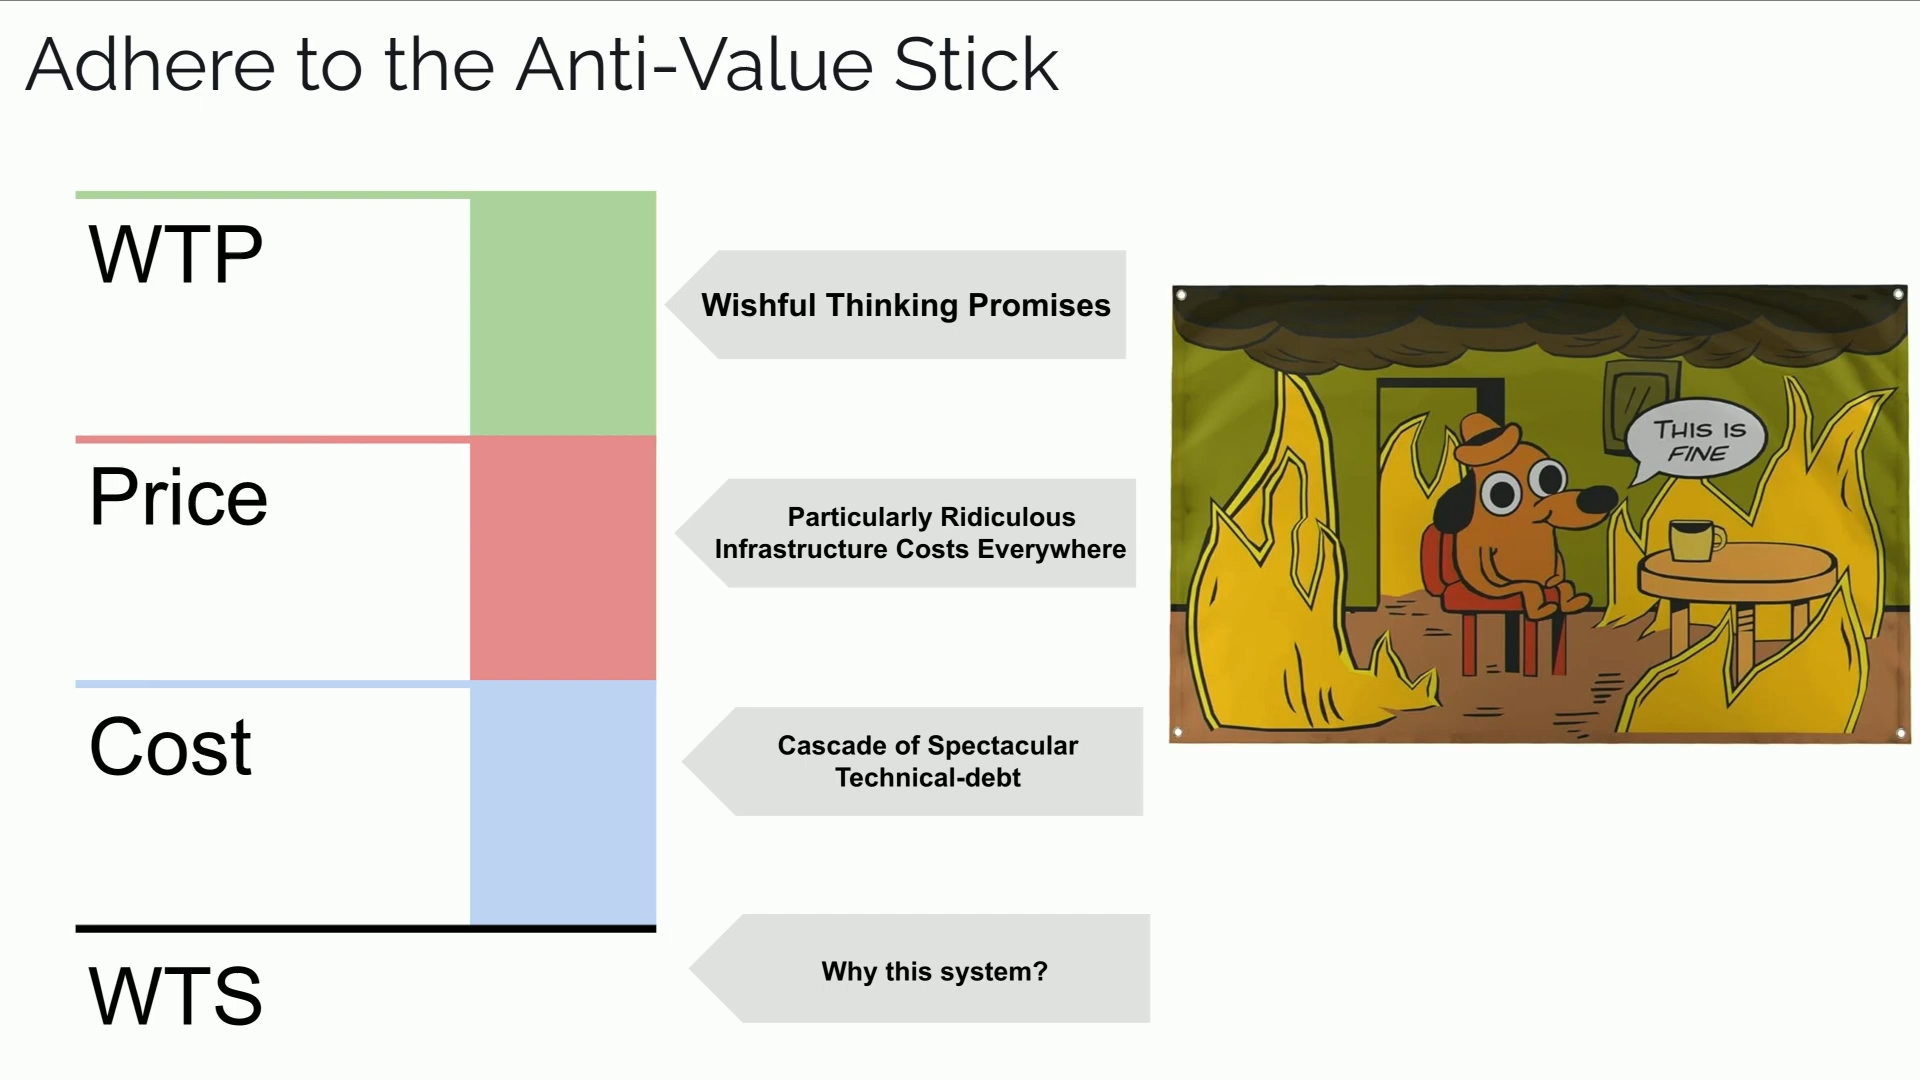 Adhere to the Anti-Value Stick
WTP
Wishful Thinking Promises
Price
Particularly Ridiculous
Infrastructure Costs Everywhere
Cost
Cascade of Spectacular
Technical-debt
WTS
Why this system?
THIS IS
FINE